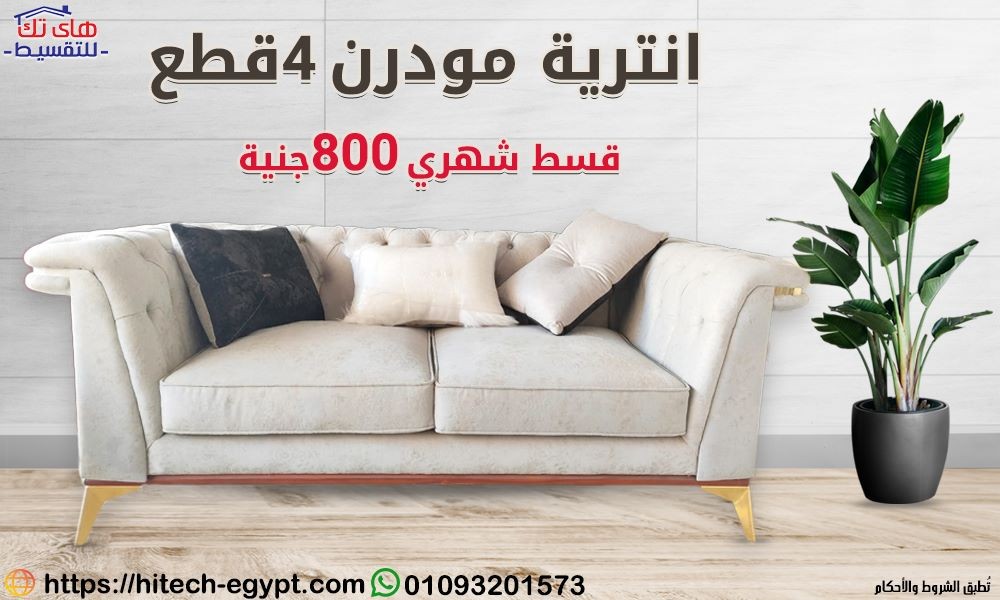 هاى تك
-للتقسيط-
انترية مودرن 4قطع
قسط شهري 800جنية
https://hitech-egypt.com 01093201573
تُطبق الشروط والأحكام